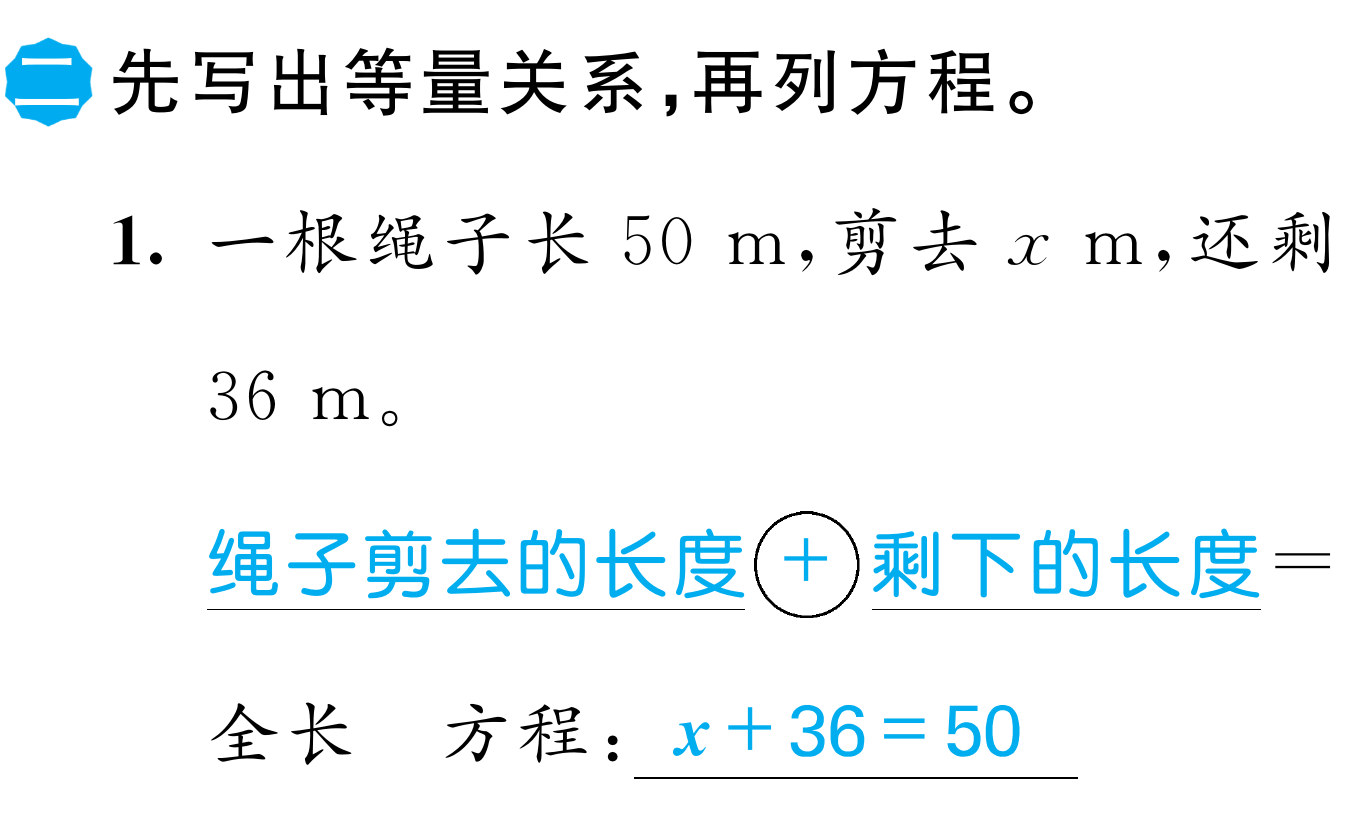 二 先写出等量关系,再列方程。
1. 一根绳子长 50 m,剪去 x m,还剩
36 m。
绳子剪去的长度 + 剩下的长度 =
全长 方程: x + 36 = 50